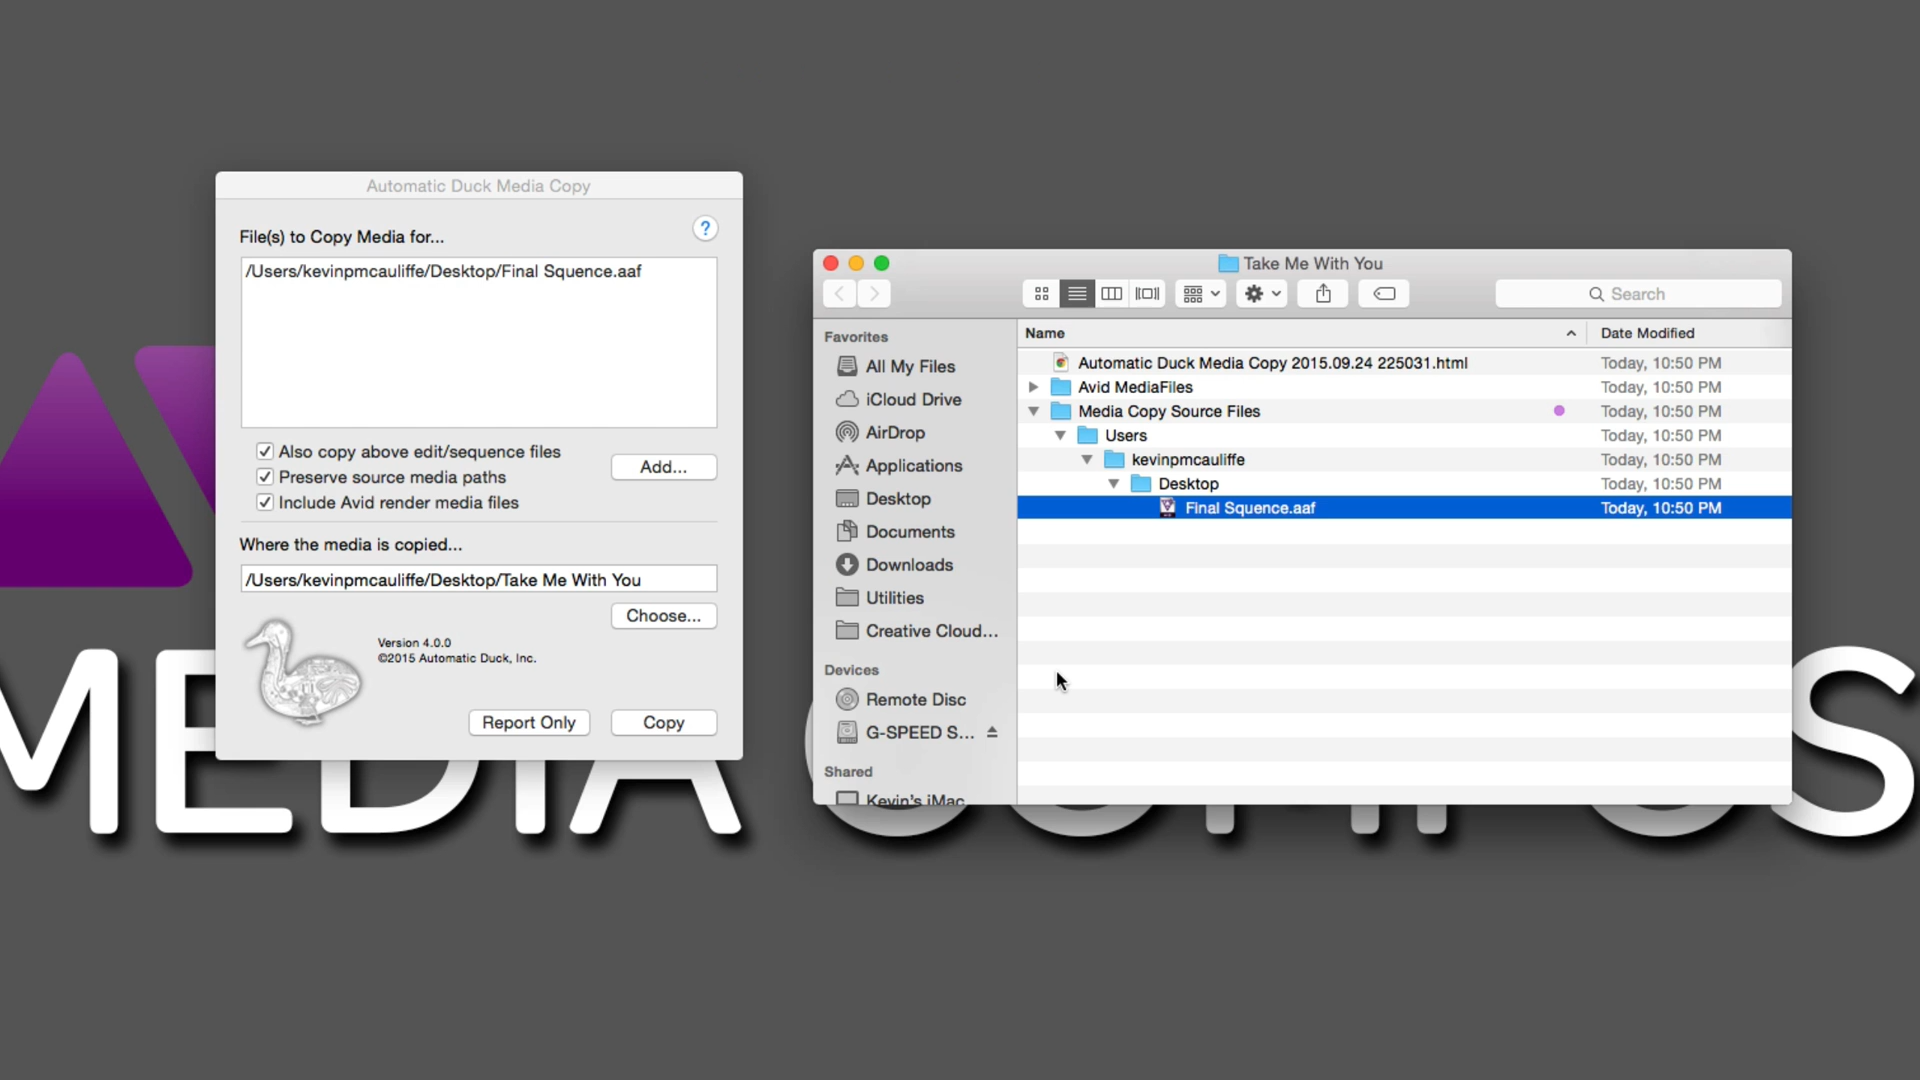 Automatic Duck Media Copy
File(s) to Copy Media for...
?
/Users/kevinpmcauliffe/Desktop/Final Squence.aaf
Also copy above edit/sequence files
Preserve source media paths
Include Avid render media files
Add...
Where the media is copied...
/Users/kevinpmcauliffe/Desktop/Take Me With You
Choose...
Version 4.0.0
©2015 Automatic Duck, Inc.
Report Only
Copy
Take Me With You
Search
Favorites
All My Files
iCloud Drive
AirDrop
Applications
Desktop
Documents
Downloads
Utilities
Creative Cloud...
Devices
Remote Disc
G-SPEED S...
Shared
Kevin's iMac
Name Date Modified
Automatic Duck Media Copy 2015.09.24 225031.html Today, 10:50 PM
Avid MediaFiles Today, 10:50 PM
Media Copy Source Files Today, 10:50 PM
Users Today, 10:50 PM
kevinpmcauliffe Today, 10:50 PM
Desktop Today, 10:50 PM
Final Squence.aaf Today, 10:50 PM
MEDIA